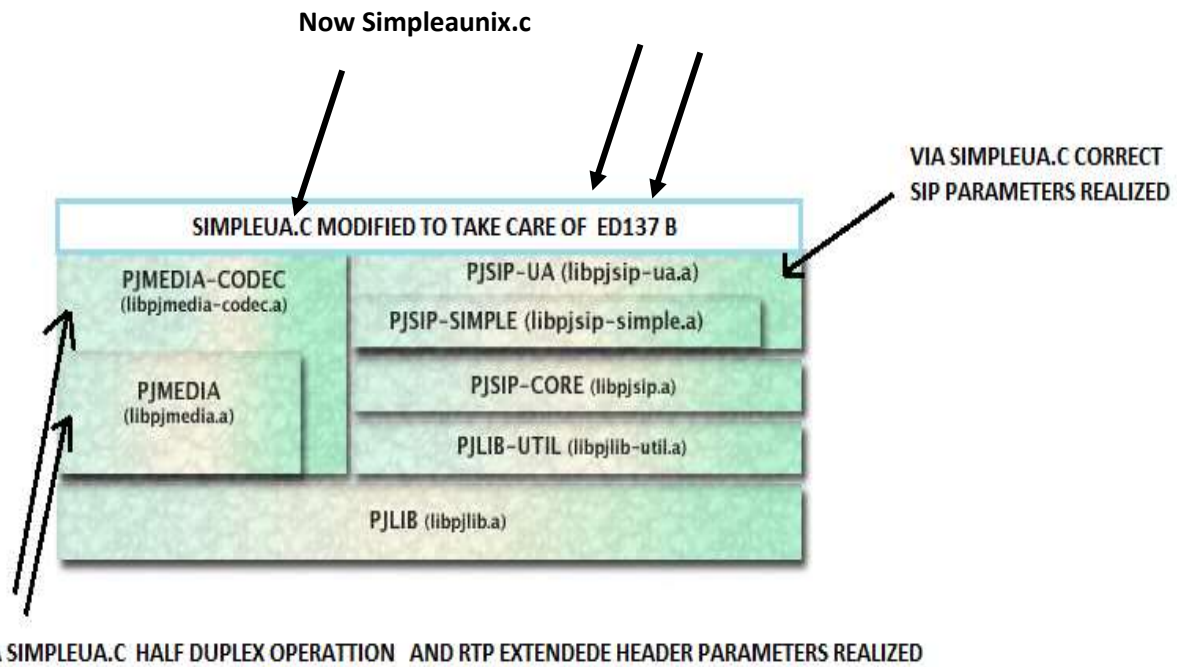 Now Simpleaunix.c
VIA SIMPLEUA.C CORRECT
SIP PARAMETERS REALIZED
SIMPLEUA.C MODIFIED TO TAKE CARE OF ED137 B
PJMEDIA-CODEC
(libpjmedia-codec.a)
PJSIP-UA (libpjsip-ua.a)
PJSIP-SIMPLE (libpjsip-simple.a)
PJMEDIA
(libpjmedia.a)
PJSIP-CORE (libpjsip.a)
PJLIB-UTIL (libpjlib-util.a)
PJLIB (libpjlib.a)
SIMPLEUA.C HALF DUPLEX OPERATTION AND RTP EXTENDEDE HEADER PARAMETERS REALIZED